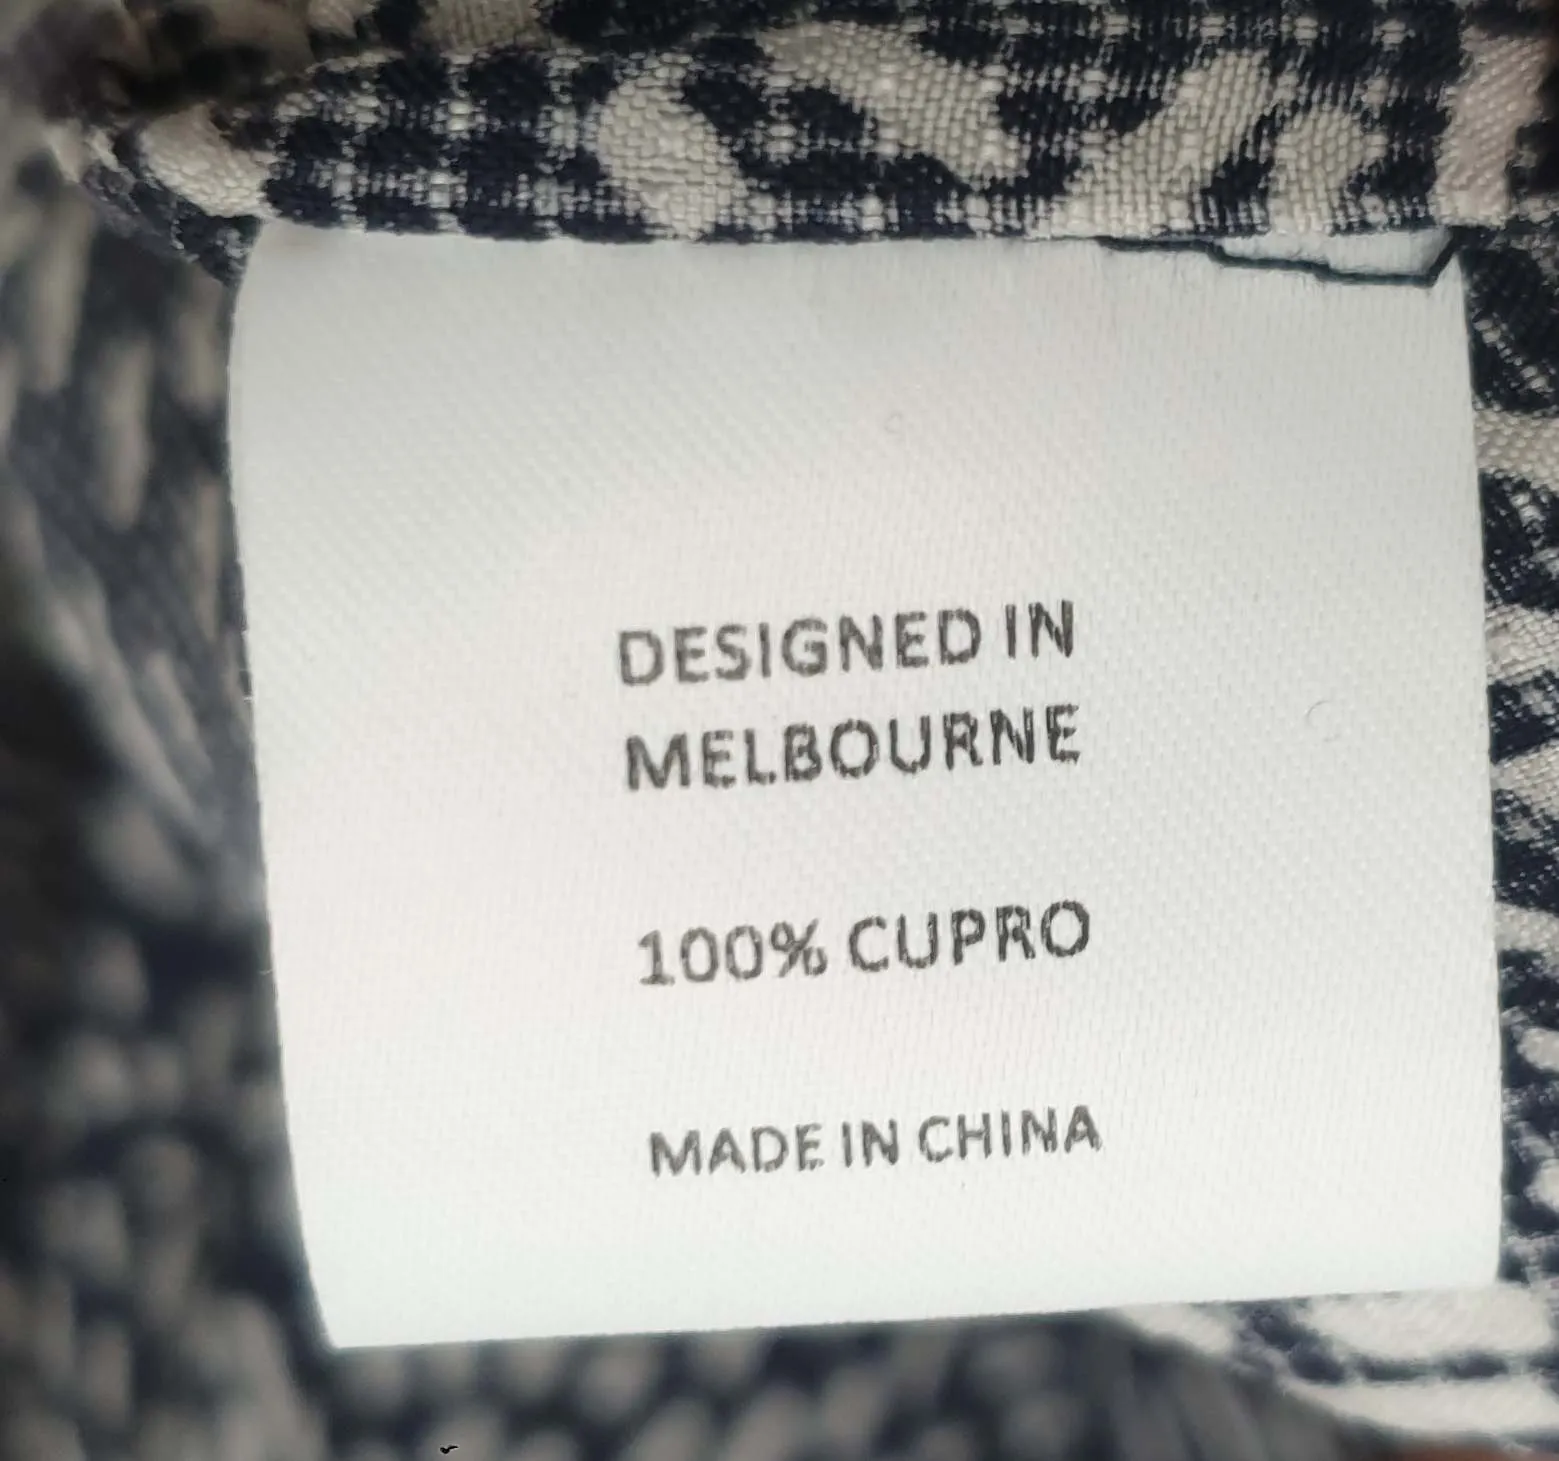 DESIGNED IN
MELBOURNE
100% CUPRO
MADE IN CHINA